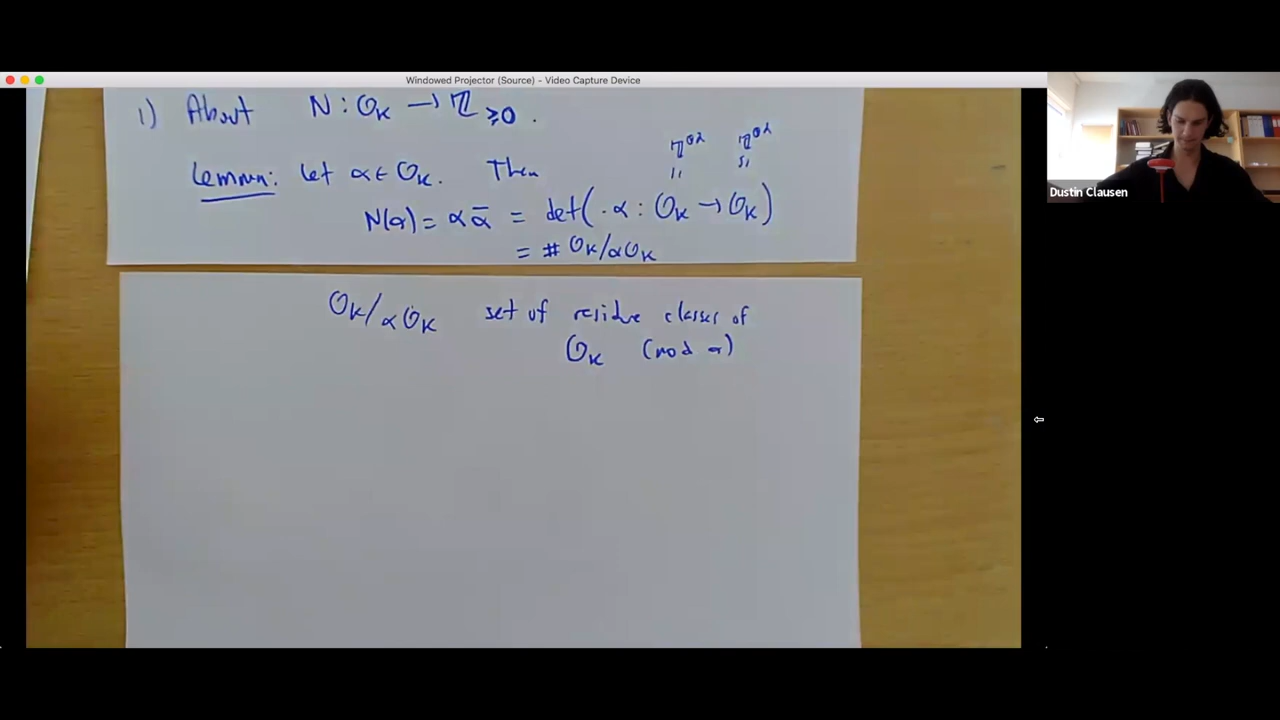 Windowed Projector (Source) - Video Capture Device
1) About N : O_K → ℤ_{≥0} .
Lemma: Let α ∈ O_K. Then
ℤ^{⊕2} ℤ^{⊕2}
N(α) = αᾱ = det( ·α : O_K → O_K )
= # O_K/αO_K
O_K/αO_K set of residue classes of
O_K (mod α)
Dustin Clausen